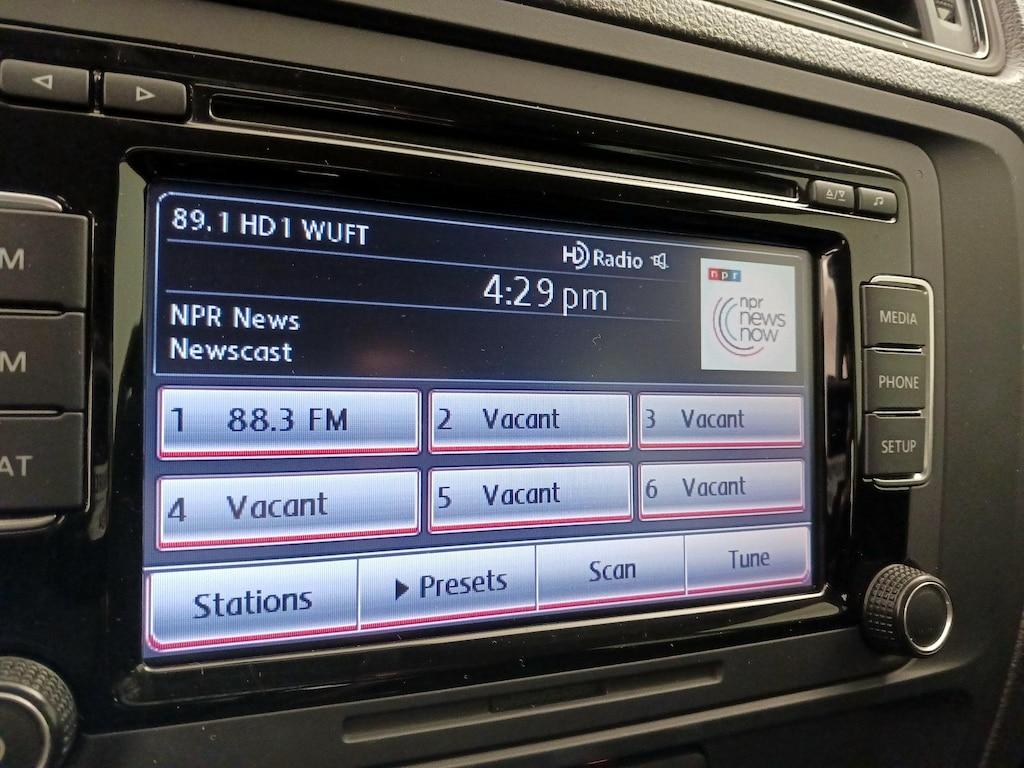 89.1 HD1 WUFT
HD Radio
4:29 pm
NPR News
Newscast
npr
npr
news
now
1 88.3 FM
2 Vacant
3 Vacant
4 Vacant
5 Vacant
6 Vacant
Stations
Presets
Scan
Tune
MEDIA
PHONE
SETUP
M
M
AT